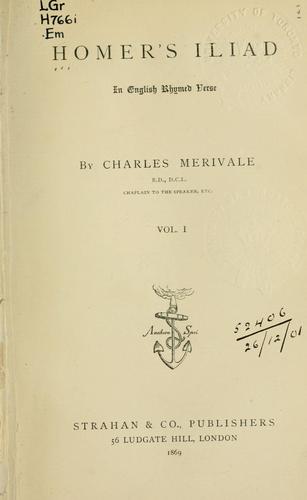 LGr
H766i
.Em
HOMER'S ILIAD
In English Rhymed Verse
BY CHARLES MERIVALE
B.D., D.C.L.
CHAPLAIN TO THE SPEAKER, ETC.
VOL. I
Anchora Spei
52406
26/12/01
STRAHAN & CO., PUBLISHERS
56 LUDGATE HILL, LONDON
1869